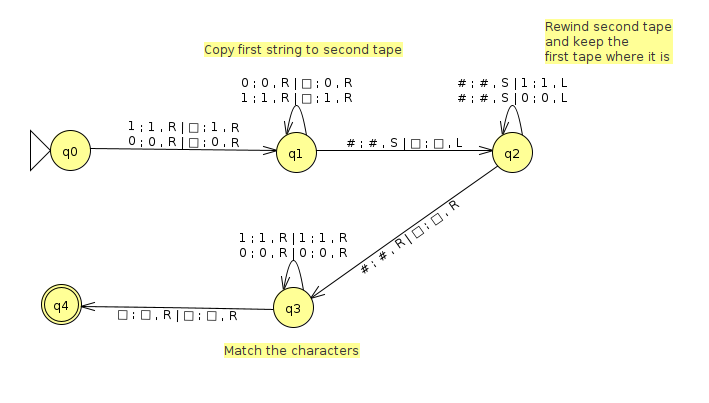 Rewind second tape
and keep the
first tape where it is
Copy first string to second tape
0 ; 0 , R | □ ; 0 , R
1 ; 1 , R | □ ; 1 , R
# ; # , S | 1 ; 1 , L
# ; # , S | 0 ; 0 , L
1 ; 1 , R | □ ; 1 , R
0 ; 0 , R | □ ; 0 , R
# ; # , S | □ ; □ , L
q0
q1
q2
# ; # , R | □ ; □ , R
1 ; 1 , R | 1 ; 1 , R
0 ; 0 , R | 0 ; 0 , R
q4
q3
□ ; □ , R | □ ; □ , R
Match the characters